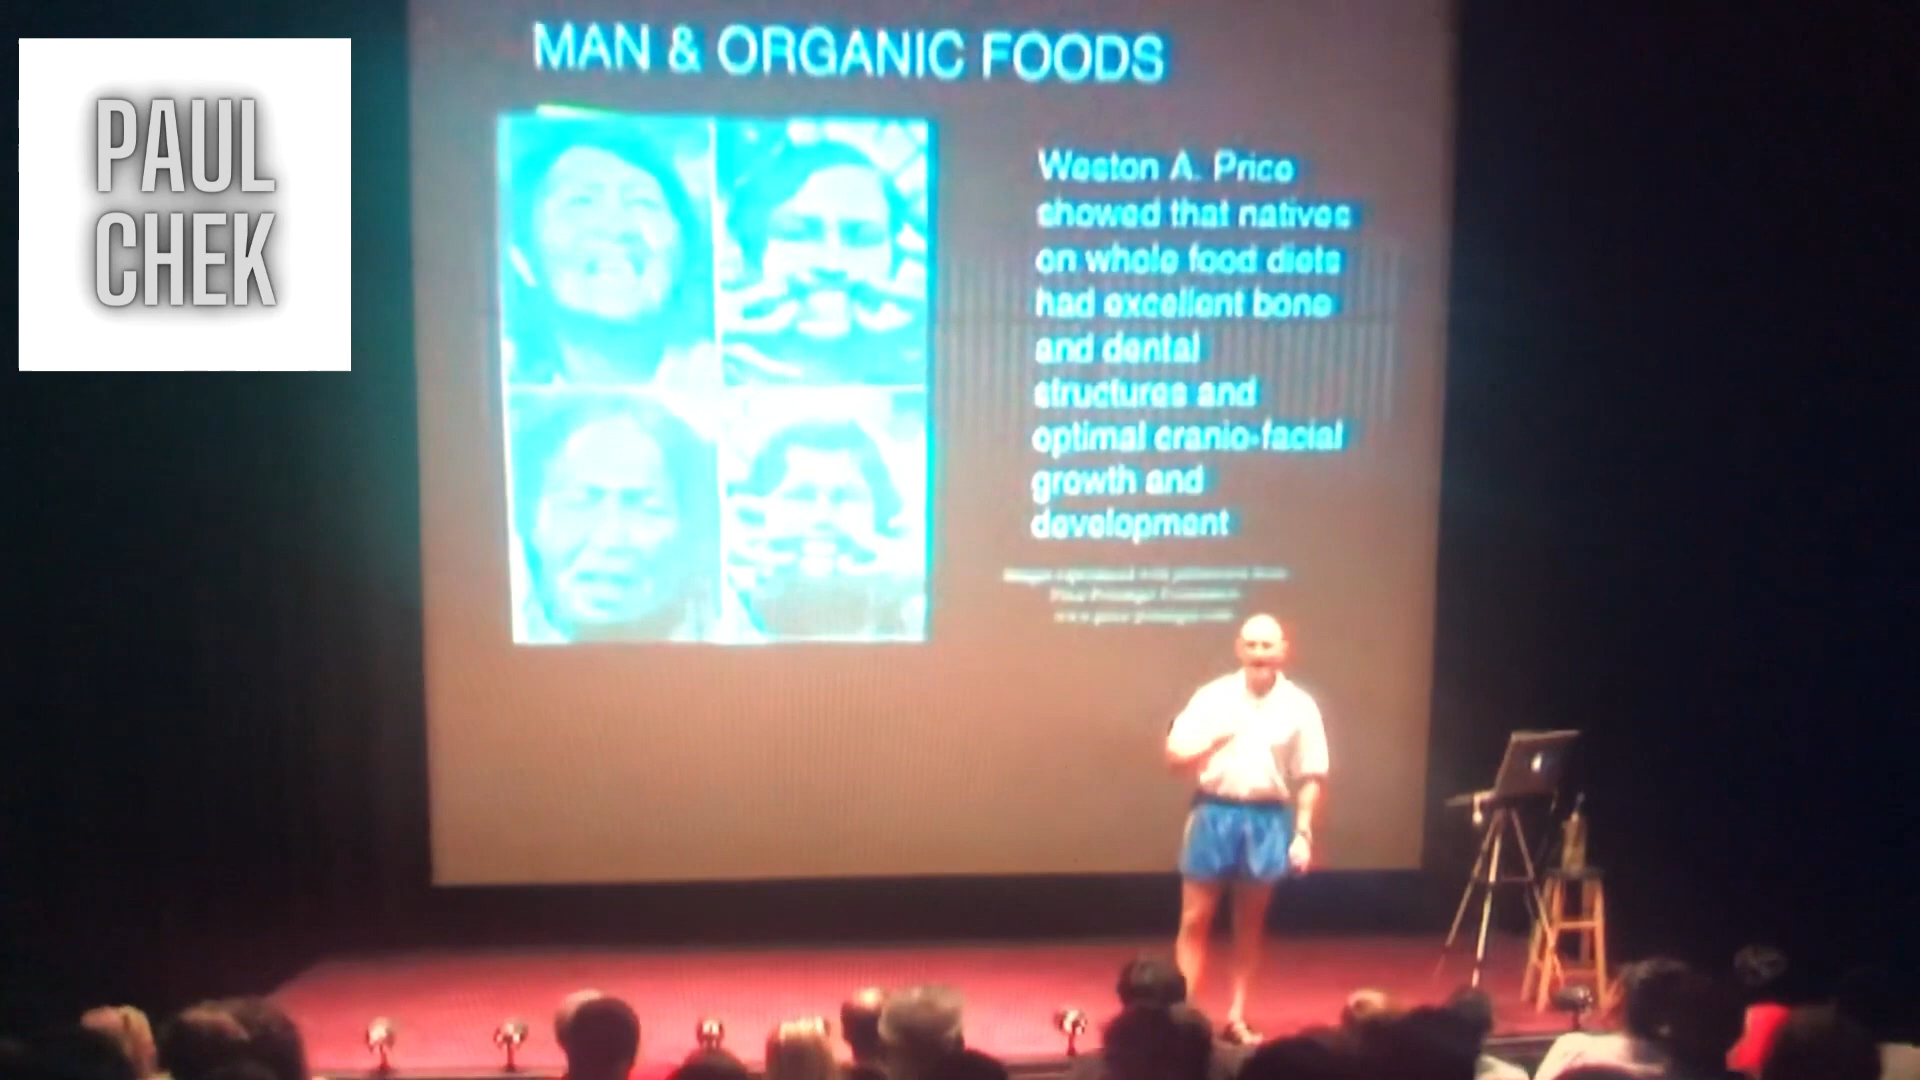 PAUL
CHEK
MAN & ORGANIC FOODS
Weston A. Price
showed that natives
on whole food diets
had excellent bone
and dental
structures and
optimal cranio-facial
growth and
development